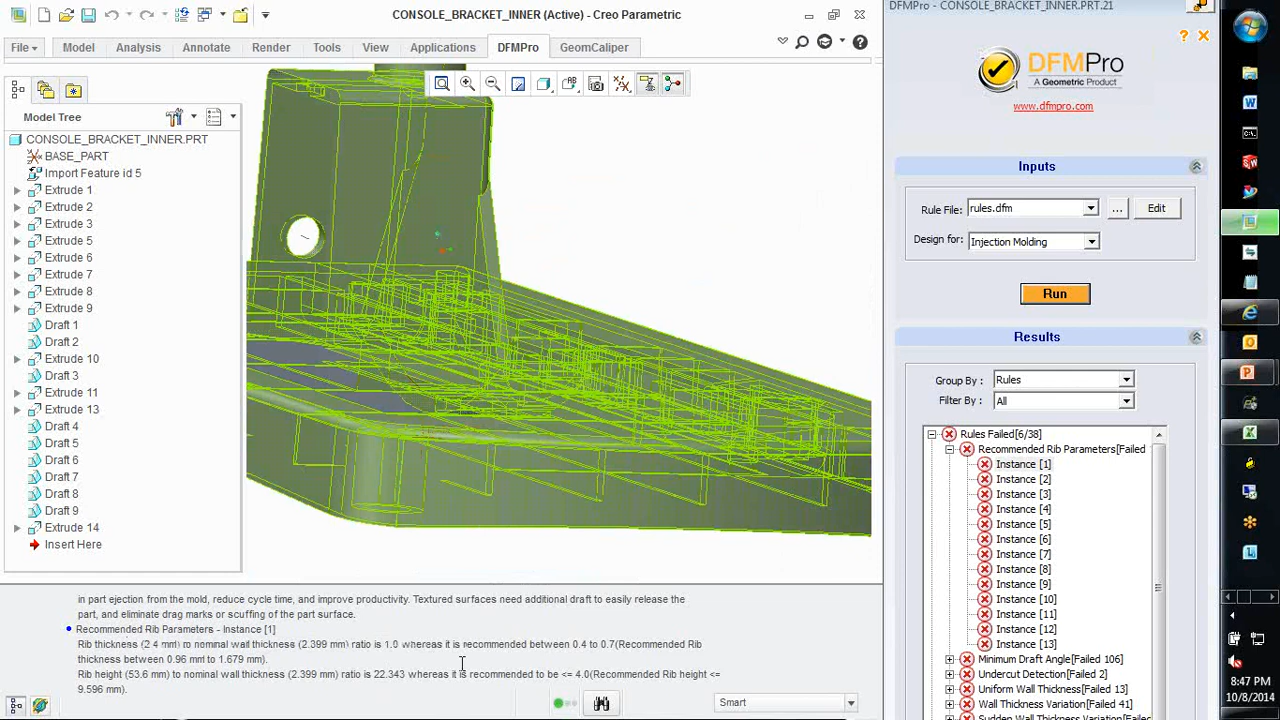 CONSOLE_BRACKET_INNER (Active) - Creo Parametric
File
Model
Analysis
Annotate
Render
Tools
View
Applications
DFMPro
GeomCaliper
Model Tree
CONSOLE_BRACKET_INNER.PRT
BASE_PART
Import Feature id 5
Extrude 1
Extrude 2
Extrude 3
Extrude 5
Extrude 6
Extrude 7
Extrude 8
Extrude 9
Draft 1
Draft 2
Extrude 10
Draft 3
Extrude 11
Extrude 13
Draft 4
Draft 5
Draft 6
Draft 7
Draft 8
Draft 9
Extrude 14
Insert Here
in part ejection from the mold, reduce cycle time, and improve productivity. Textured surfaces need additional draft to easily release the
part, and eliminate drag marks or scuffing of the part surface.
Recommended Rib Parameters - Instance [1]
Rib thickness (2.4 mm) to nominal wall thickness (2.399 mm) ratio is 1.0 whereas it is recommended between 0.4 to 0.7(Recommended Rib
thickness between 0.96 mm to 1.679 mm).
Rib height (53.6 mm) to nominal wall thickness (2.399 mm) ratio is 22.343 whereas it is recommended to be <= 4.0(Recommended Rib height <=
9.596 mm).
Smart
DFMPro - CONSOLE_BRACKET_INNER.PRT.21
DFMPro
A Geometric Product
www.dfmpro.com
Inputs
Rule File: rules.dfm ... Edit
Design for: Injection Molding
Run
Results
Group By : Rules
Filter By : All
Rules Failed[6/38]
Recommended Rib Parameters[Failed
Instance [1]
Instance [2]
Instance [3]
Instance [4]
Instance [5]
Instance [6]
Instance [7]
Instance [8]
Instance [9]
Instance [10]
Instance [11]
Instance [12]
Instance [13]
Minimum Draft Angle[Failed 106]
Undercut Detection[Failed 2]
Uniform Wall Thickness[Failed 13]
Wall Thickness Variation[Failed 41]
8:47 PM
10/8/2014